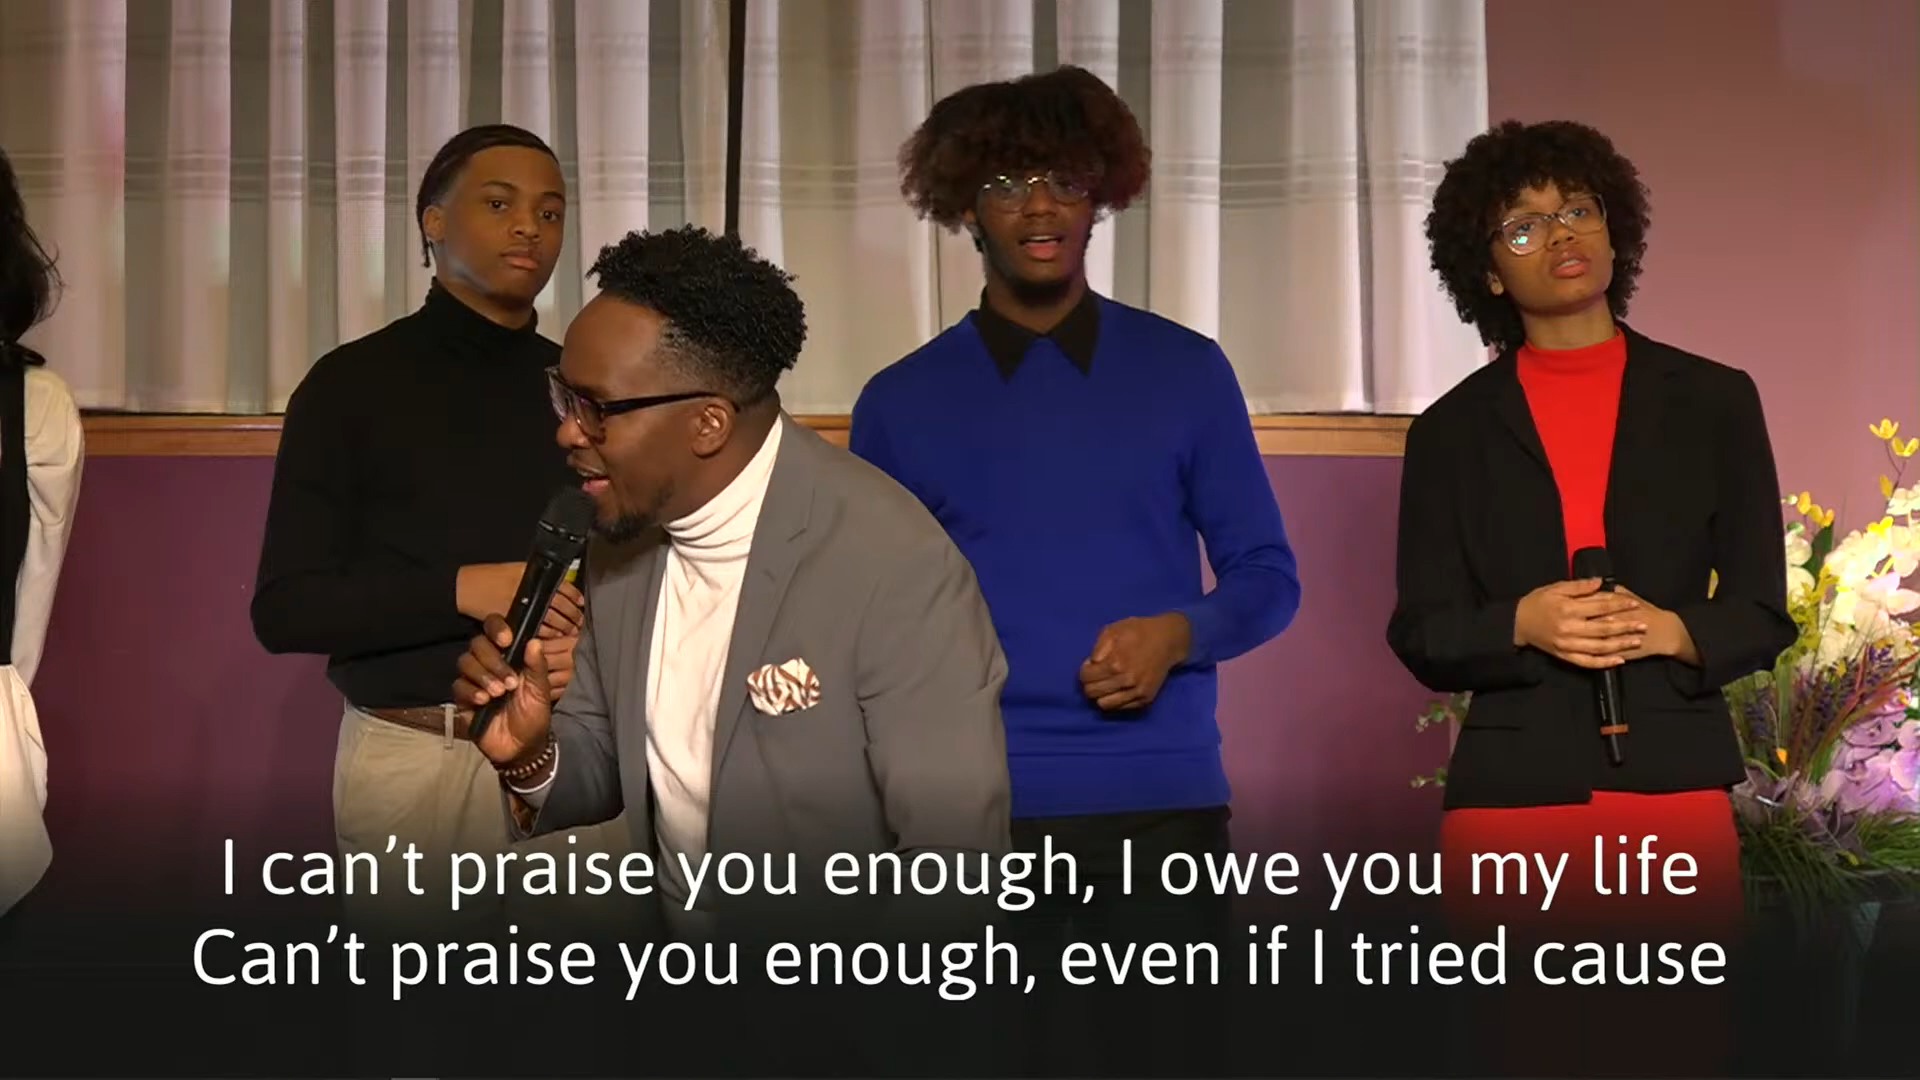 I can’t praise you enough, I owe you my life
Can’t praise you enough, even if I tried cause